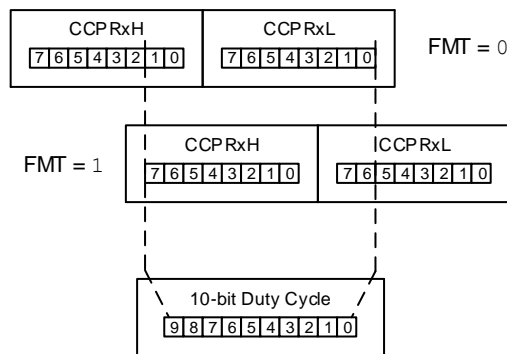 CCPRxH CCPRxL
7 6 5 4 3 2 1 0 7 6 5 4 3 2 1 0 FMT = 0
CCPRxH CCPRxL
FMT = 1 7 6 5 4 3 2 1 0 7 6 5 4 3 2 1 0
10-bit Duty Cycle
9 8 7 6 5 4 3 2 1 0